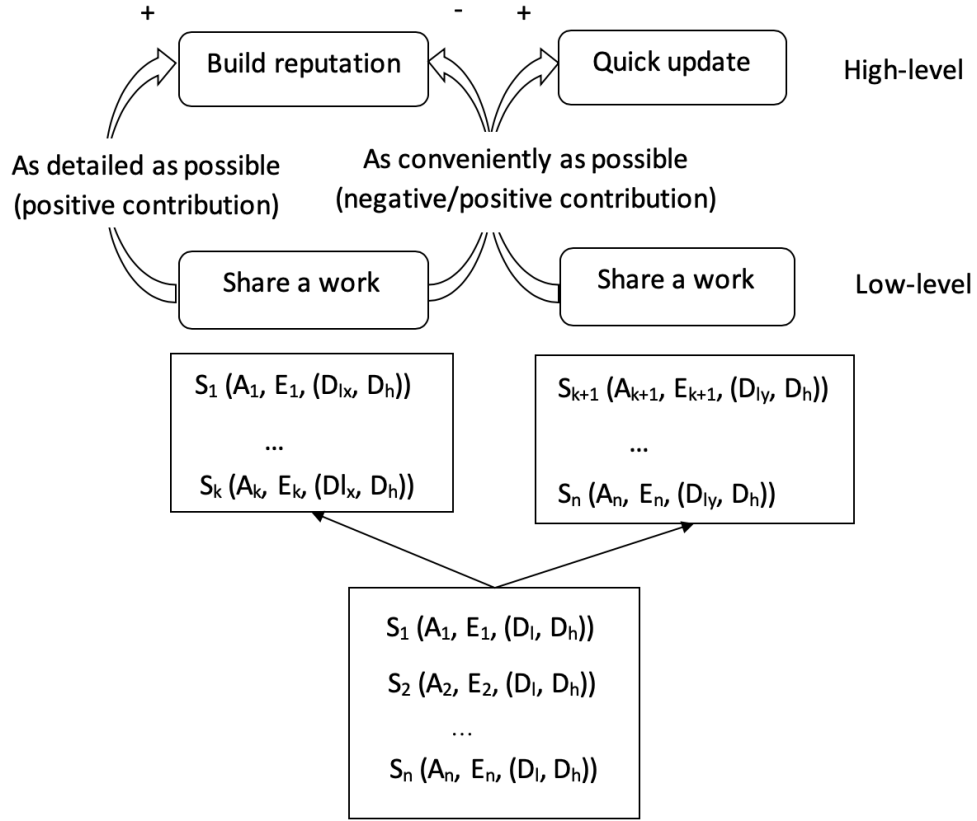 + - +
Build reputation Quick update High-level
As detailed as possible
(positive contribution)
As conveniently as possible
(negative/positive contribution)
Share a work Share a work Low-level
S₁ (A₁, E₁, (Dₗₓ, Dₕ))
...
Sₖ (Aₖ, Eₖ, (Dlₓ, Dₕ))
Sₖ₊₁ (Aₖ₊₁, Eₖ₊₁, (Dₗᵧ, Dₕ))
...
Sₙ (Aₙ, Eₙ, (Dₗᵧ, Dₕ))
S₁ (A₁, E₁, (Dₗ, Dₕ))
S₂ (A₂, E₂, (Dₗ, Dₕ))
...
Sₙ (Aₙ, Eₙ, (Dₗ, Dₕ))